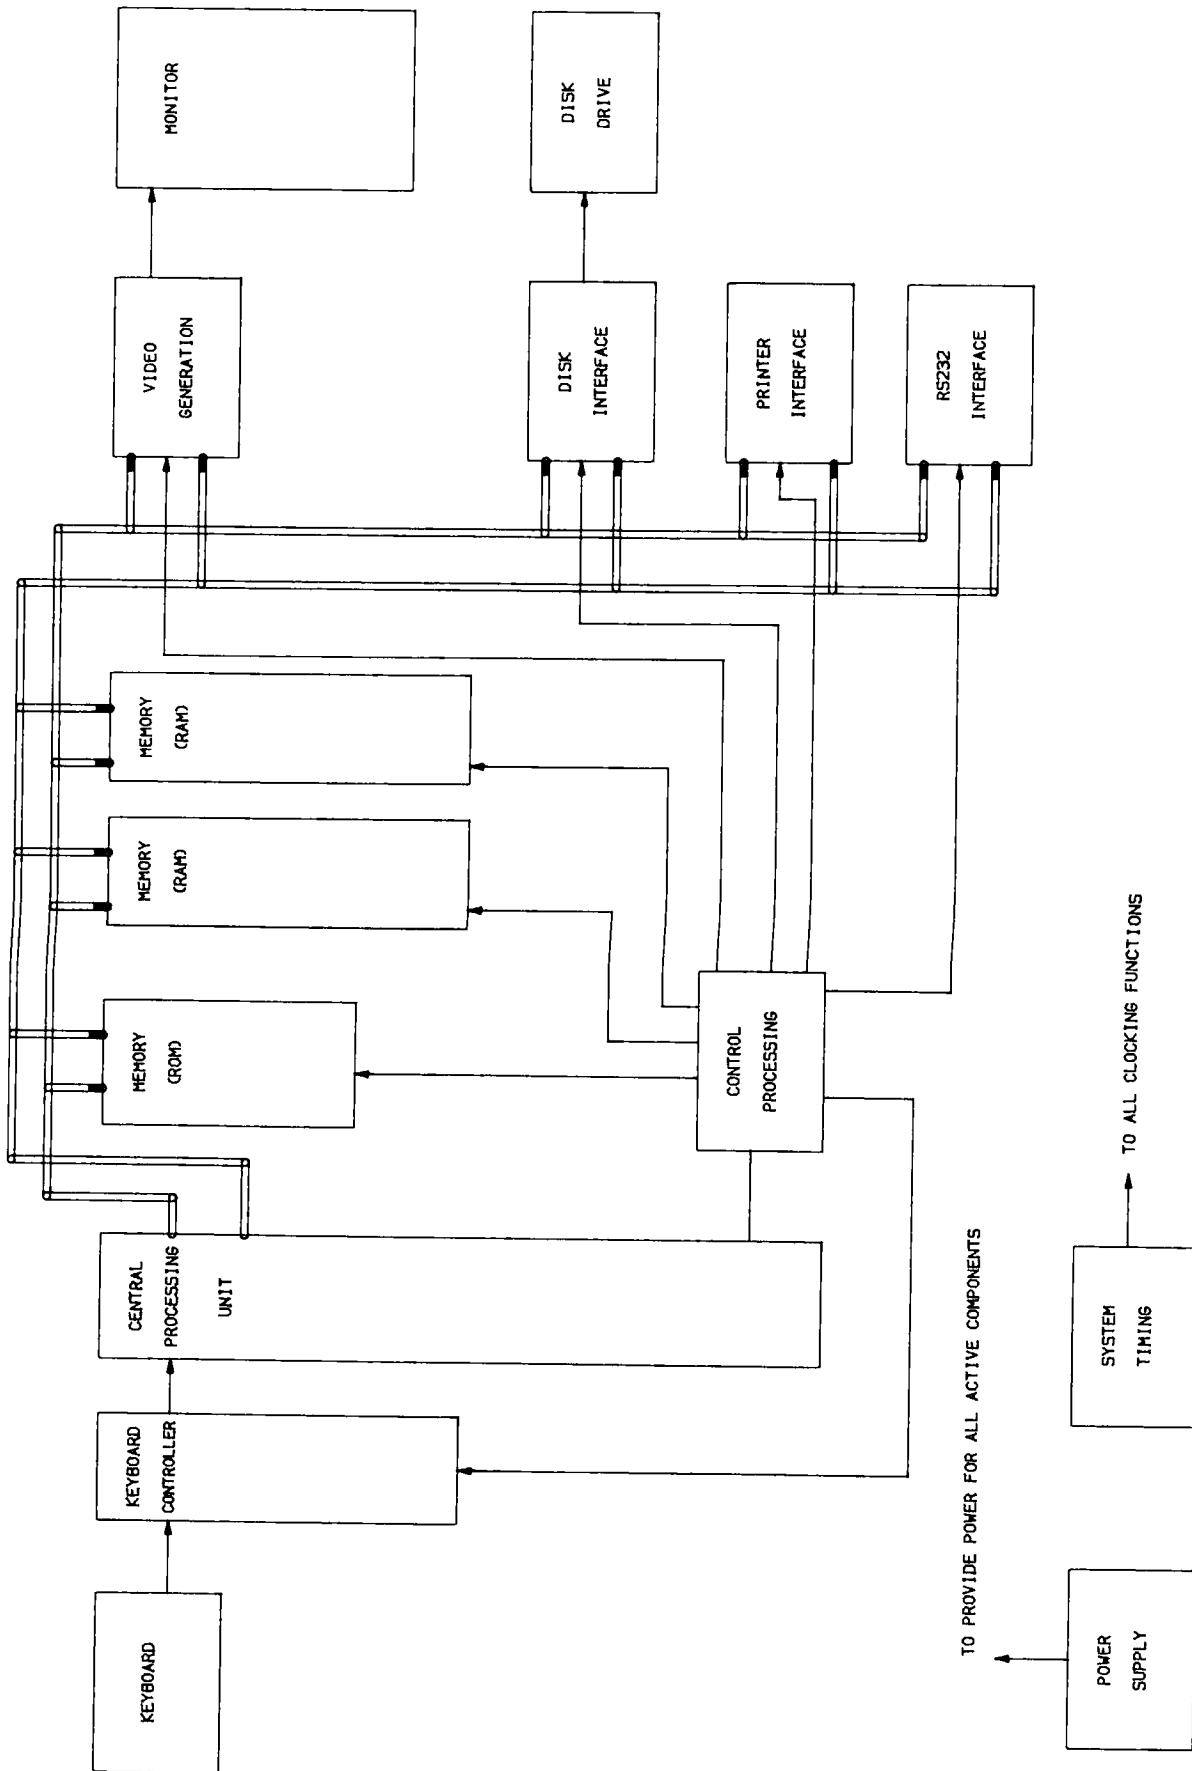 KEYBOARD
KEYBOARD
CONTROLLER
CENTRAL
PROCESSING
UNIT
MEMORY
(ROM)
MEMORY
(RAM)
MEMORY
(RAM)
VIDEO
GENERATION
MONITOR
DISK
INTERFACE
DISK
DRIVE
PRINTER
INTERFACE
RS232
INTERFACE
CONTROL
PROCESSING
TO PROVIDE POWER FOR ALL ACTIVE COMPONENTS
POWER
SUPPLY
SYSTEM
TIMING
TO ALL CLOCKING FUNCTIONS